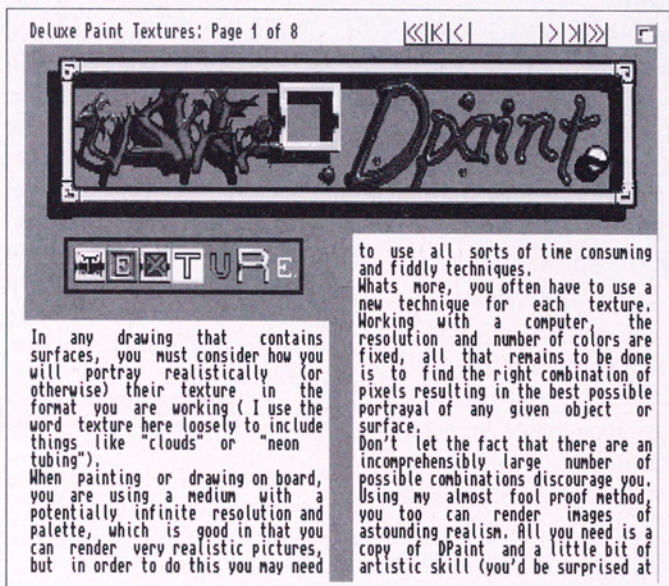 Deluxe Paint Textures: Page 1 of 8
Dpaint.
TEXTURE.
In any drawing that contains
surfaces, you must consider how you
will portray realistically (or
otherwise) their texture in the
format you are working ( I use the
word texture here loosely to include
things like "clouds" or "neon
tubing").
When painting or drawing on board,
you are using a medium with a
potentially infinite resolution and
palette, which is good in that you
can render very realistic pictures,
but in order to do this you may need
to use all sorts of time consuming
and fiddly techniques.
Whats more, you often have to use a
new technique for each texture.
Working with a computer, the
resolution and number of colors are
fixed, all that remains to be done
is to find the right combination of
pixels resulting in the best possible
portrayal of any given object or
surface.
Don't let the fact that there are an
incomprehensibly large number of
possible combinations discourage you.
Using my almost fool proof method,
you too can render images of
astounding realism. All you need is a
copy of DPaint and a little bit of
artistic skill (you'd be surprised at